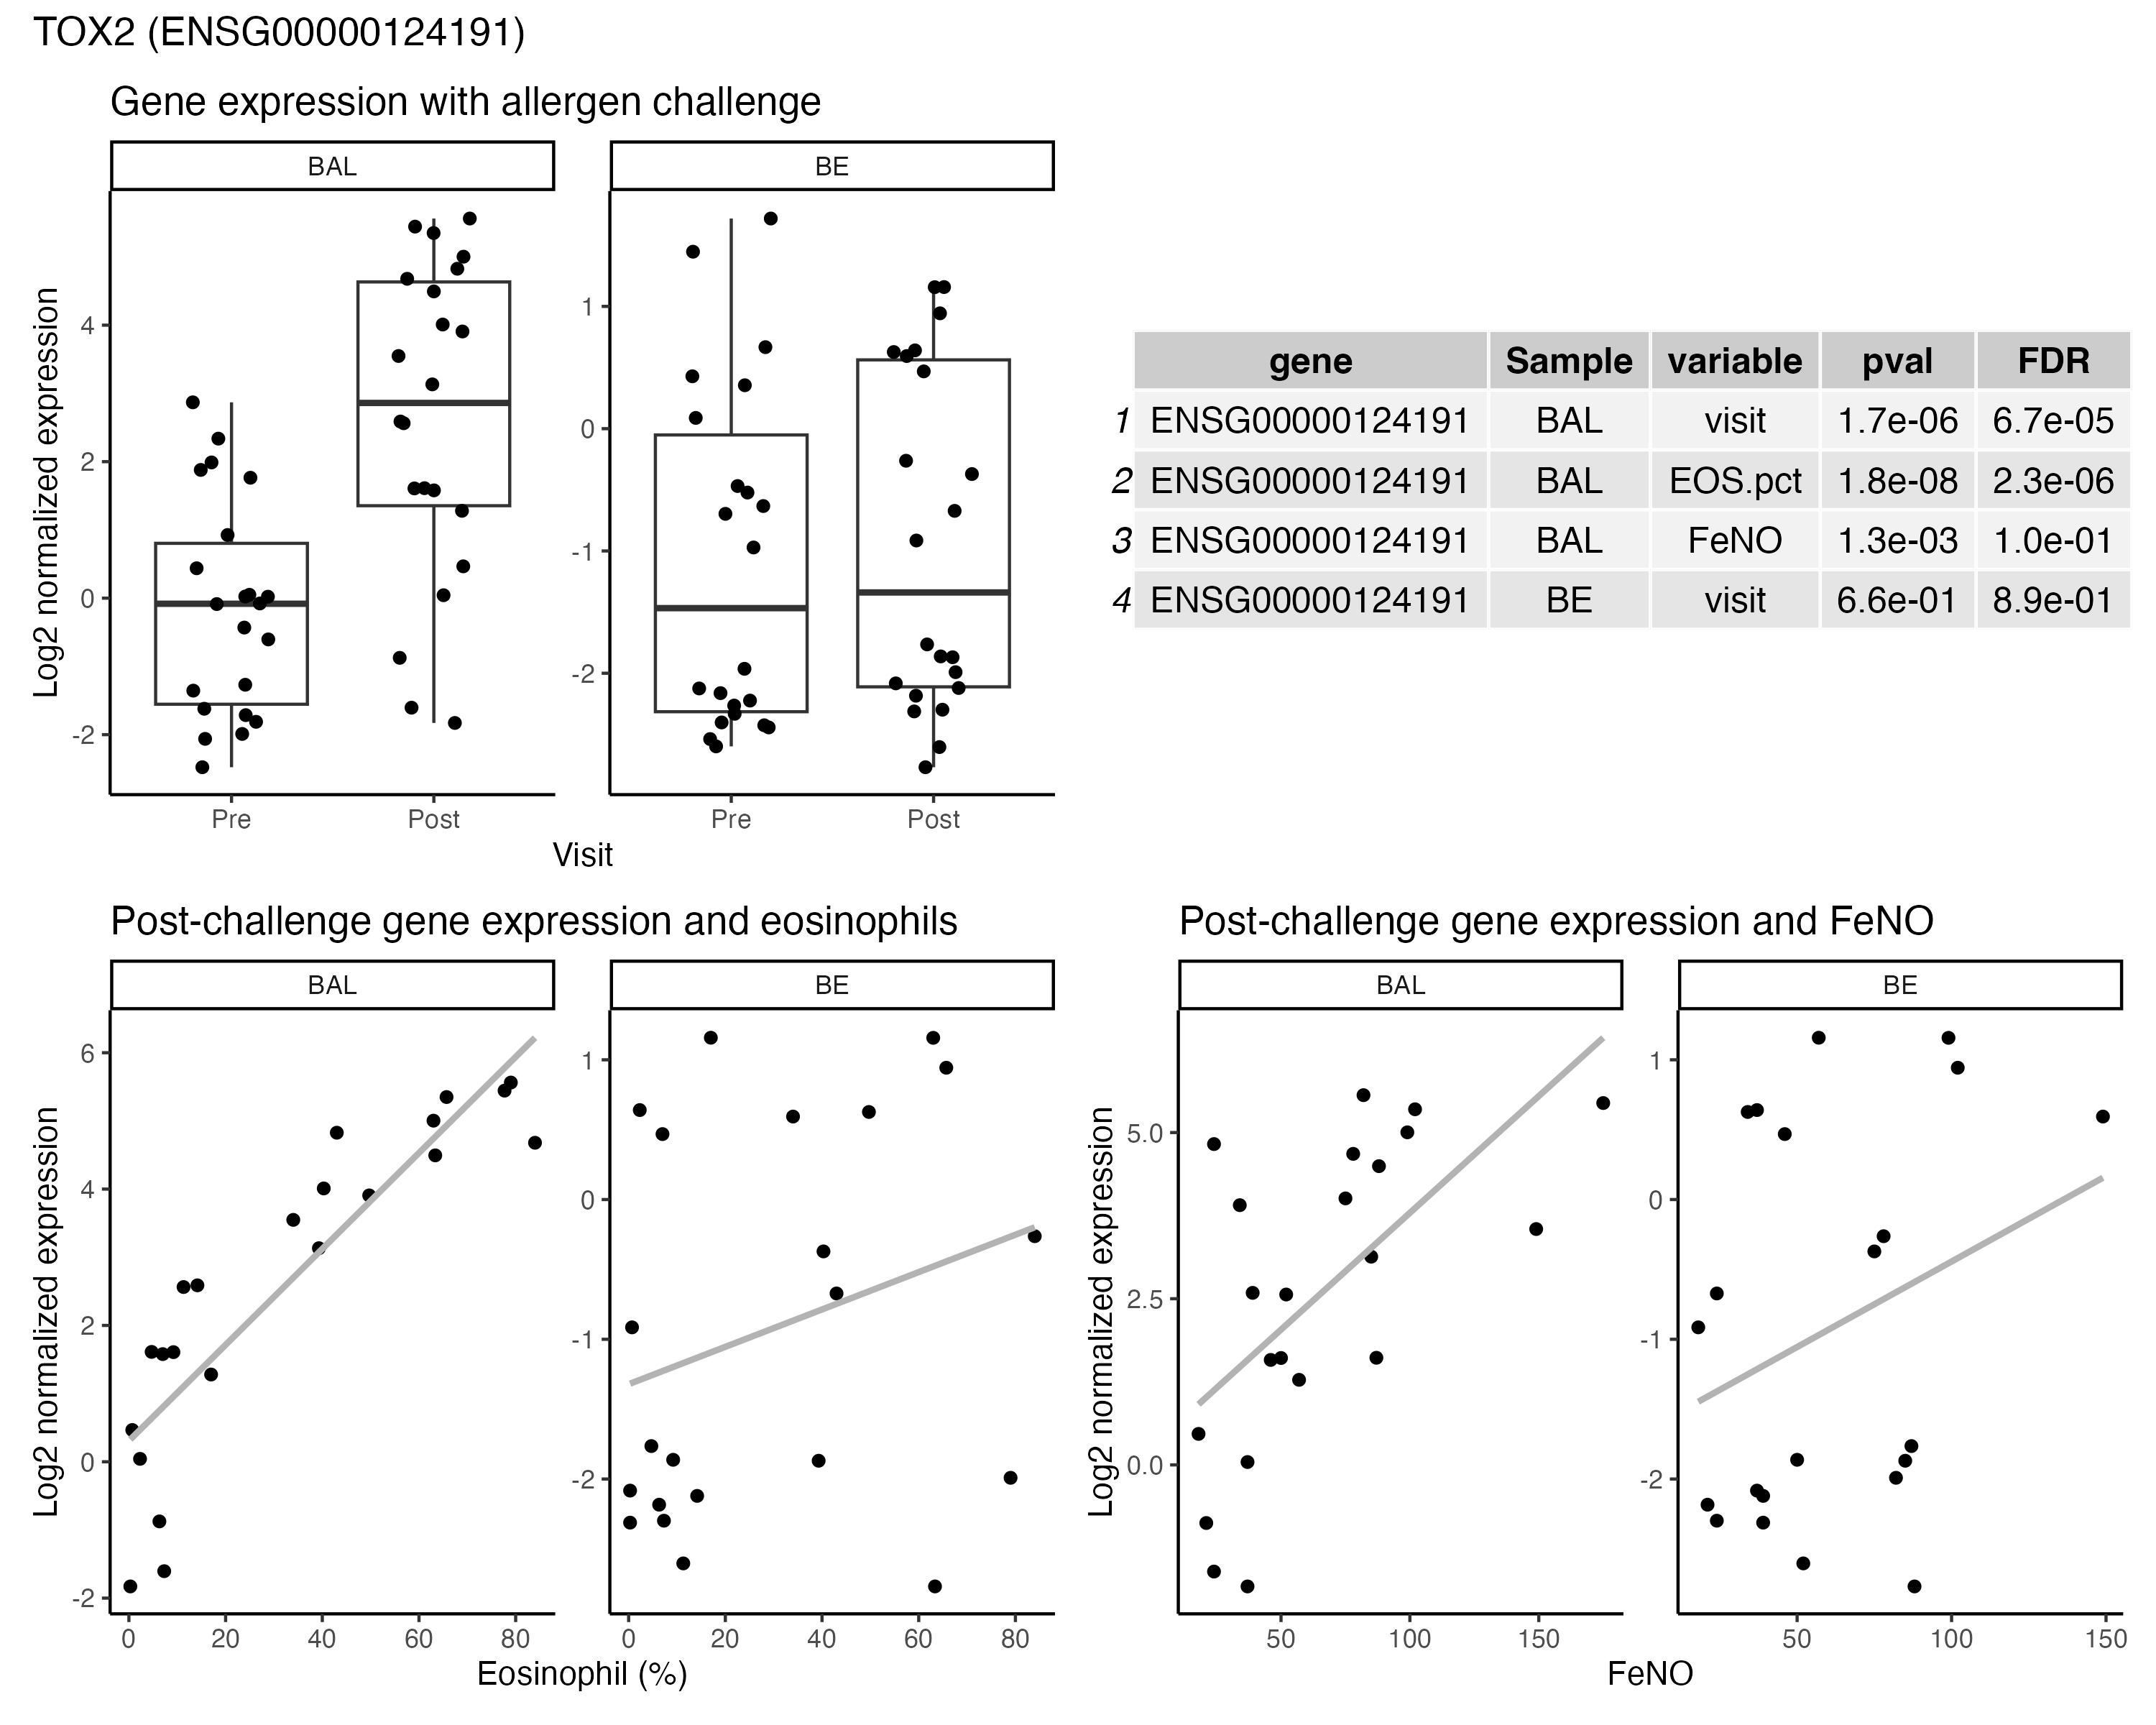 TOX2 (ENSG00000124191)
Gene expression with allergen challenge
BAL
BE
Log2 normalized expression
4
2
0
-2
1
0
-1
-2
Pre
Post
Pre
Post
Visit
gene Sample variable pval FDR
1 ENSG00000124191 BAL visit 1.7e-06 6.7e-05
2 ENSG00000124191 BAL EOS.pct 1.8e-08 2.3e-06
3 ENSG00000124191 BAL FeNO 1.3e-03 1.0e-01
4 ENSG00000124191 BE visit 6.6e-01 8.9e-01
Post-challenge gene expression and eosinophils
BAL
BE
Log2 normalized expression
6
4
2
0
-2
1
0
-1
-2
0 20 40 60 80
0 20 40 60 80
Eosinophil (%)
Post-challenge gene expression and FeNO
BAL
BE
Log2 normalized expression
5.0
2.5
0.0
1
0
-1
-2
50 100 150
50 100 150
FeNO